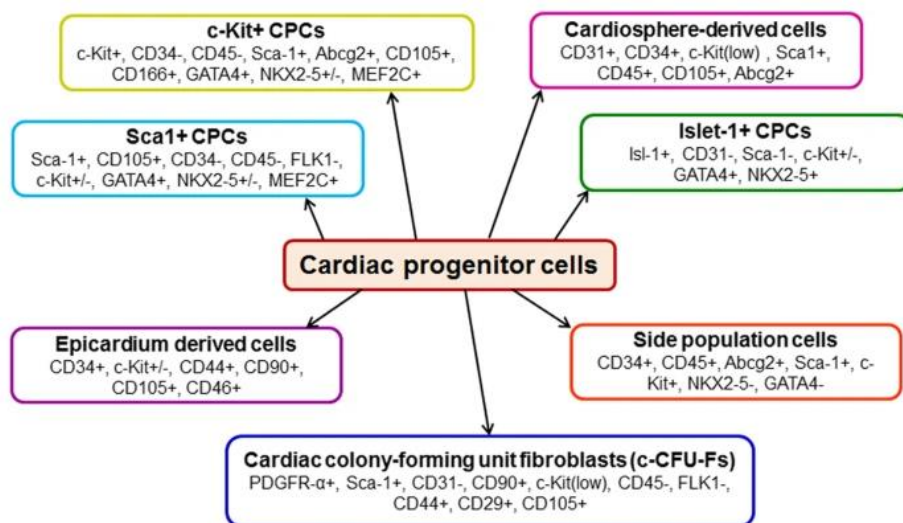 c-Kit+ CPCs
c-Kit+, CD34-, CD45-, Sca-1+, Abcg2+, CD105+,
CD166+, GATA4+, NKX2-5+/-, MEF2C+
Cardiosphere-derived cells
CD31+, CD34+, c-Kit(low) , Sca1+,
CD45+, CD105+, Abcg2+
Sca1+ CPCs
Sca-1+, CD105+, CD34-, CD45-, FLK1-,
c-Kit+/-, GATA4+, NKX2-5+/-, MEF2C+
Islet-1+ CPCs
Isl-1+, CD31-, Sca-1-, c-Kit+/-,
GATA4+, NKX2-5+
Cardiac progenitor cells
Epicardium derived cells
CD34+, c-Kit+/-, CD44+, CD90+,
CD105+, CD46+
Side population cells
CD34+, CD45+, Abcg2+, Sca-1+, c-
Kit+, NKX2-5-, GATA4-
Cardiac colony-forming unit fibroblasts (c-CFU-Fs)
PDGFR-α+, Sca-1+, CD31-, CD90+, c-Kit(low), CD45-, FLK1-,
CD44+, CD29+, CD105+